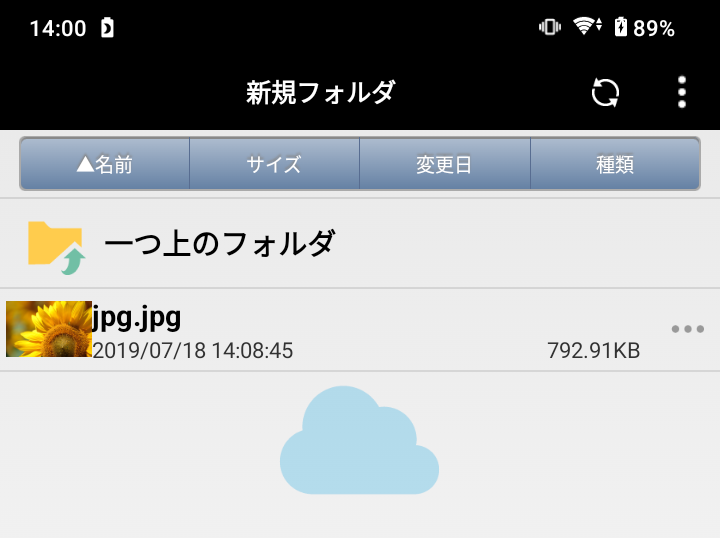 14:00 89%
新規フォルダ
▲名前 サイズ 変更日 種類
一つ上のフォルダ
jpg.jpg
2019/07/18 14:08:45 792.91KB